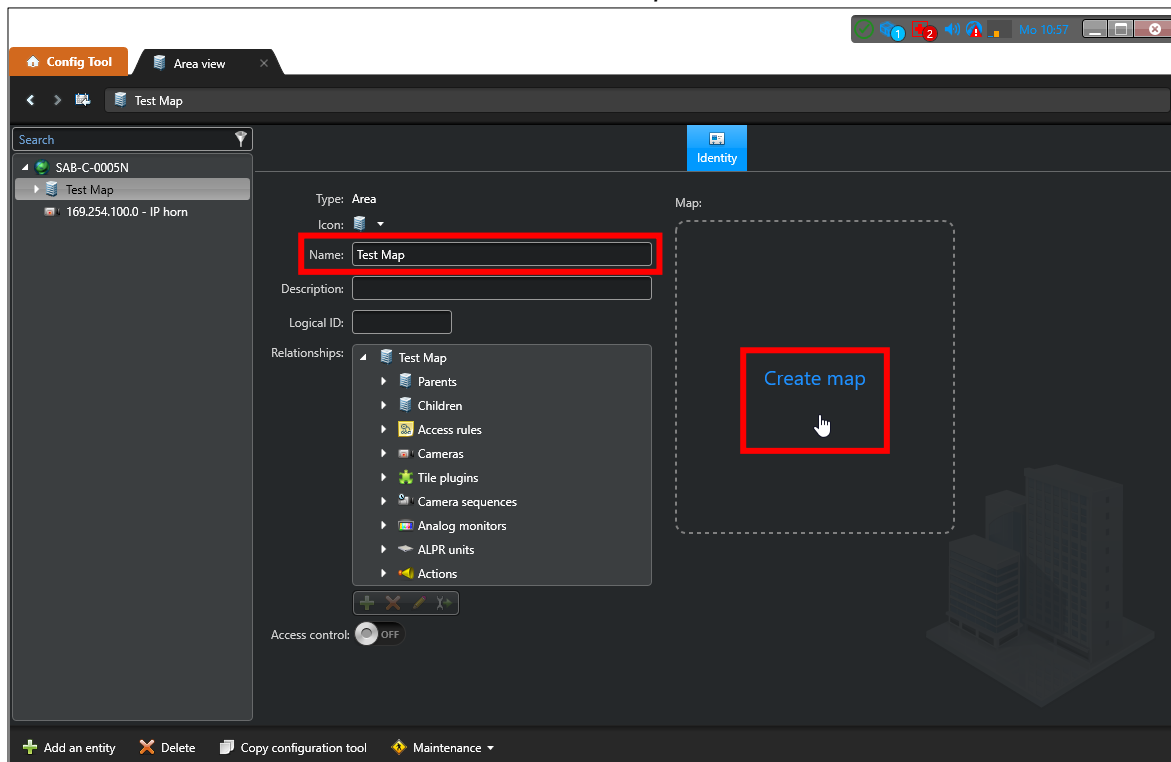 1
2
Mo 10:57
Config Tool
Area view
Test Map
Search
SAB-C-0005N
Test Map
169.254.100.0 - IP horn
Identity
Type: Area
Icon:
Name: Test Map
Description:
Logical ID:
Relationships:
Test Map
Parents
Children
Access rules
Cameras
Tile plugins
Camera sequences
Analog monitors
ALPR units
Actions
Access control: OFF
Map:
Create map
Add an entity Delete Copy configuration tool Maintenance